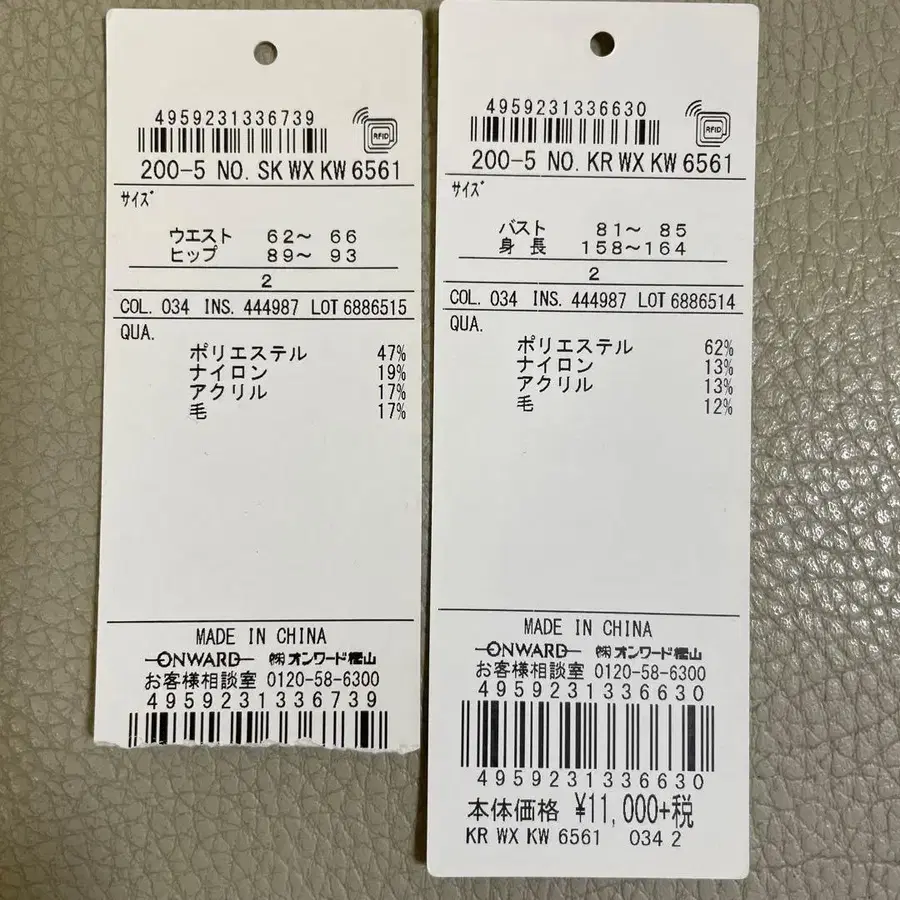 4959231336739
RFID
200-5 NO. SK WX KW 6561
サイズ
ウエスト 62～ 66
ヒップ 89～ 93
2
COL. 034 INS. 444987 LOT 6886515
QUA.
ポリエステル 47%
ナイロン 19%
アクリル 17%
毛 17%
MADE IN CHINA
ONWARD ㈱オンワード樫山
お客様相談室 0120-58-6300
4959231336739
4959231336630
RFID
200-5 NO. KR WX KW 6561
サイズ
バスト 81～ 85
身長 158～164
2
COL. 034 INS. 444987 LOT 6886514
QUA.
ポリエステル 62%
ナイロン 13%
アクリル 13%
毛 12%
MADE IN CHINA
ONWARD ㈱オンワード樫山
お客様相談室 0120-58-6300
4959231336630
4959231336630
本体価格 ¥11,000+税
KR WX KW 6561 034 2